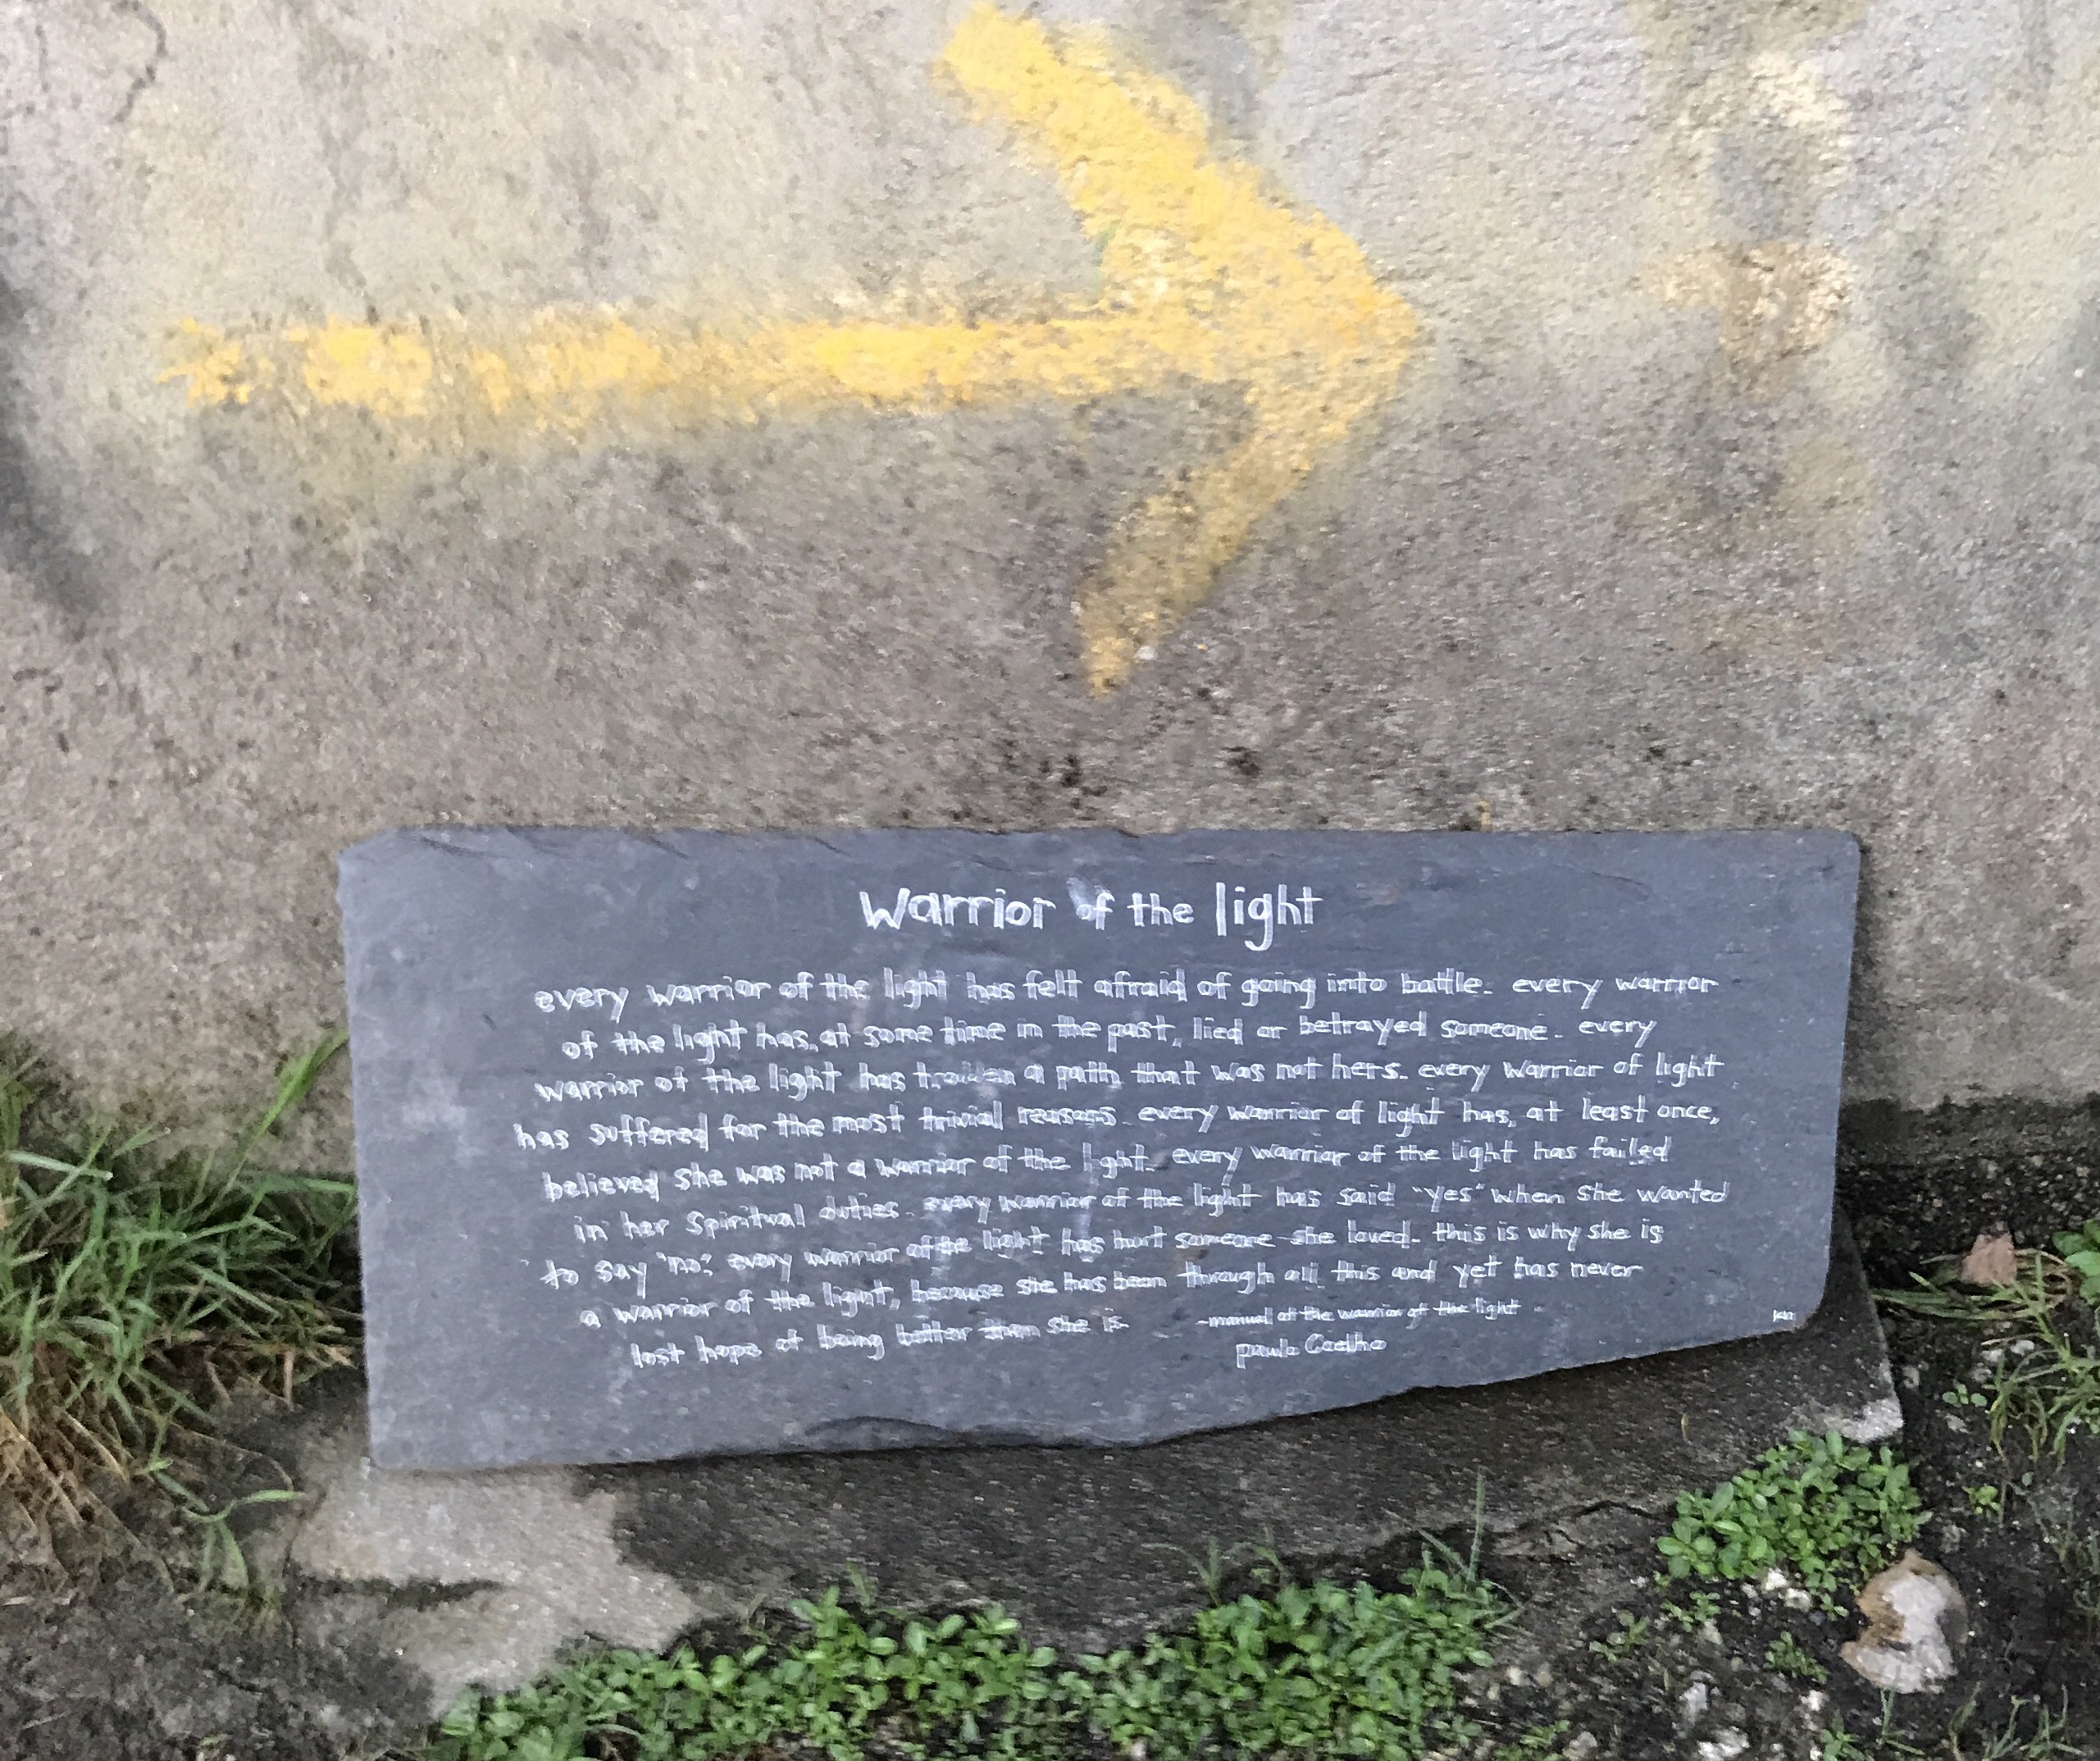 Warrior of the light
every warrior of the light has felt afraid of going into battle. every warrior
of the light has, at some time in the past, lied or betrayed someone. every
warrior of the light has trodden a path that was not hers. every warrior of light
has suffered for the most trivial reasons. every warrior of light has, at least once,
believed she was not a warrior of the light. every warrior of the light has failed
in her spiritual duties. every warrior of the light has said "yes" when she wanted
to say "no." every warrior of the light has hurt someone she loved. this is why she is
a warrior of the light, because she has been through all this and yet has never
lost hope of being better than she is.
-manual of the warrior of the light
paulo Coelho